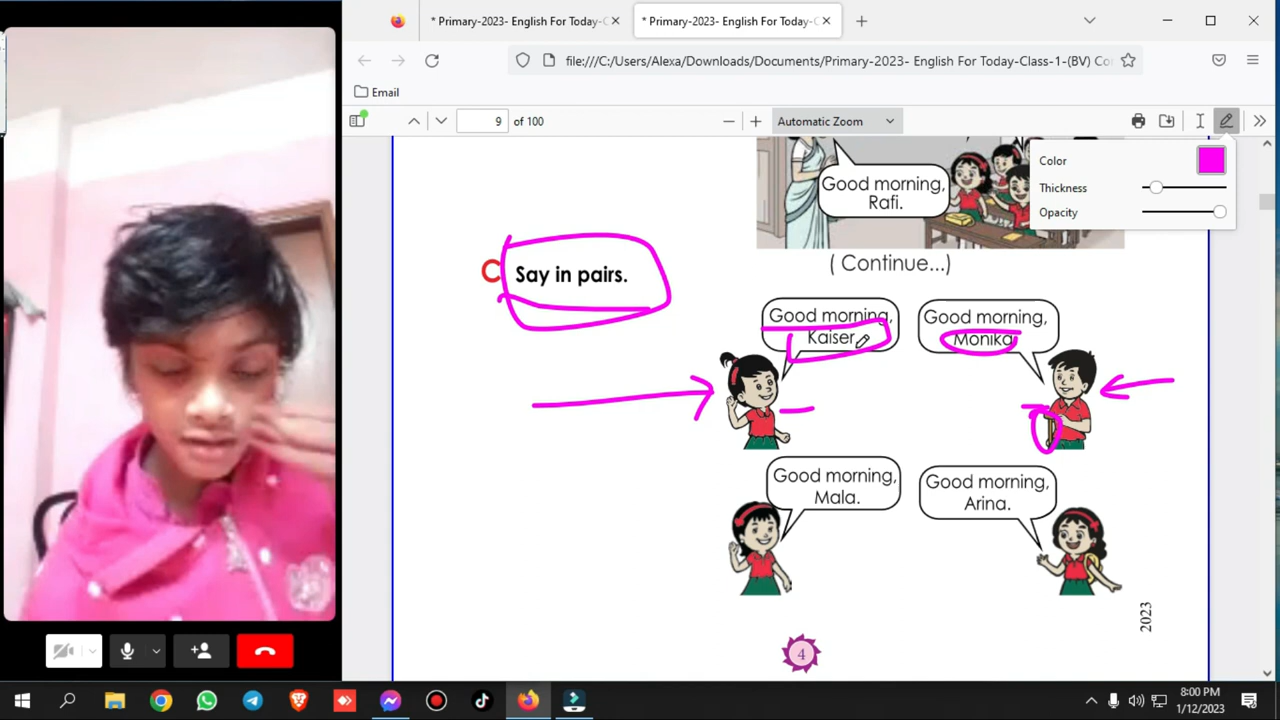 * Primary-2023- English For Today-C
* Primary-2023- English For Today-C
file:///C:/Users/Alexa/Downloads/Documents/Primary-2023- English For Today-Class-1-(BV) Co
Email
9 of 100
Automatic Zoom
Color
Thickness
Opacity
Good morning,
Rafi.
( Continue...)
C Say in pairs.
Good morning,
Kaiser.
Good morning,
Monika
Good morning,
Mala.
Good morning,
Arina.
2023
4
8:00 PM
1/12/2023